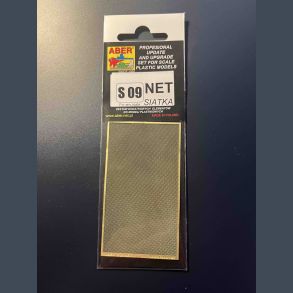 ABER
PROFESIONAL
UPDATE
AND UPGRADE
SET FOR SCALE
PLASTIC MODELS
S 09
NET
SIATKA